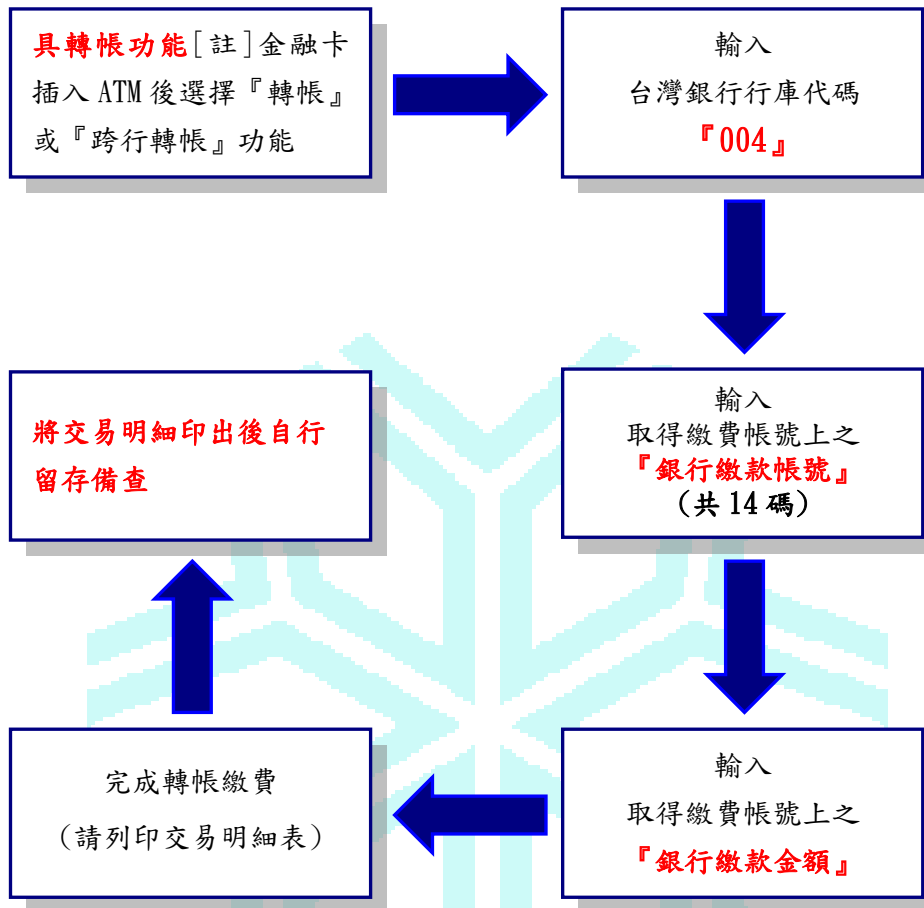 具轉帳功能[註]金融卡
插入 ATM 後選擇『轉帳』
或『跨行轉帳』功能
輸入
台灣銀行行庫代碼
『004』
輸入
取得繳費帳號上之
『銀行繳款帳號』
(共 14 碼)
輸入
取得繳費帳號上之
『銀行繳款金額』
完成轉帳繳費
(請列印交易明細表)
將交易明細印出後自行
留存備查